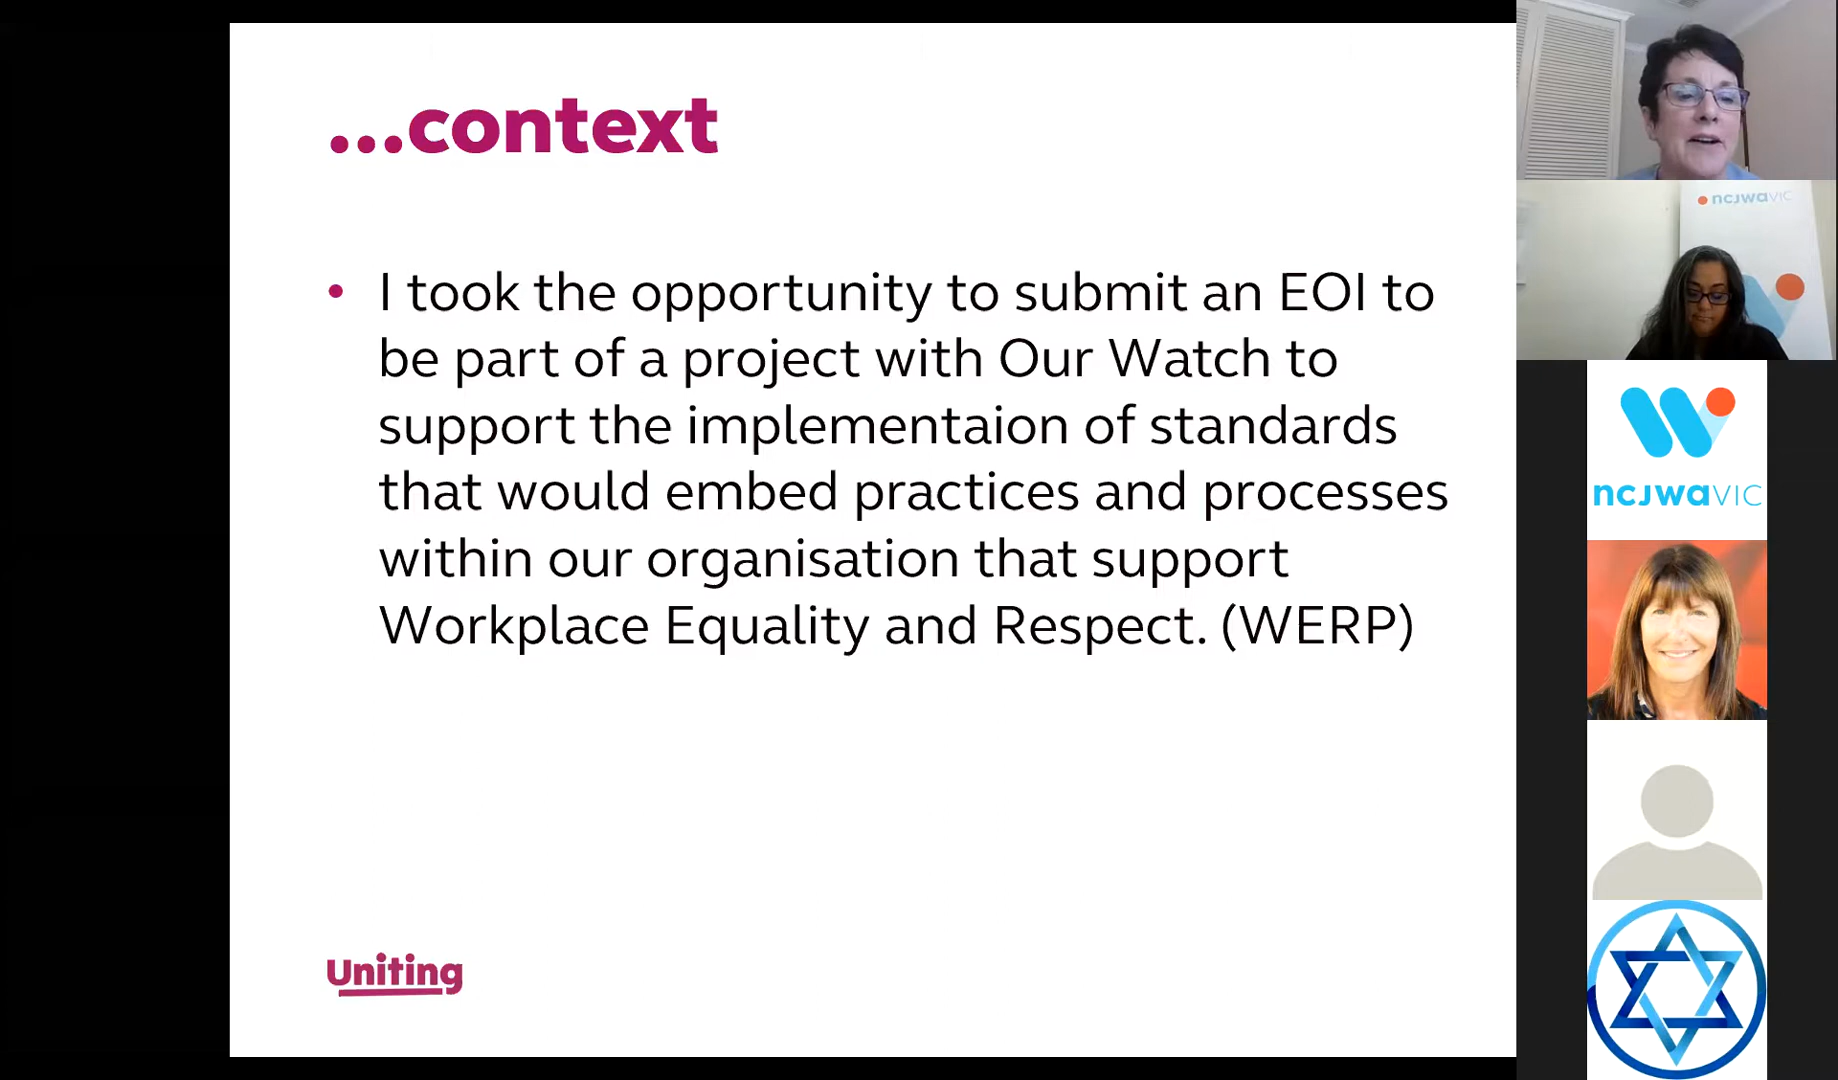 ...context
• I took the opportunity to submit an EOI to
be part of a project with Our Watch to
support the implementaion of standards
that would embed practices and processes
within our organisation that support
Workplace Equality and Respect. (WERP)
Uniting
ncjwaVIC
ncjwaVIC